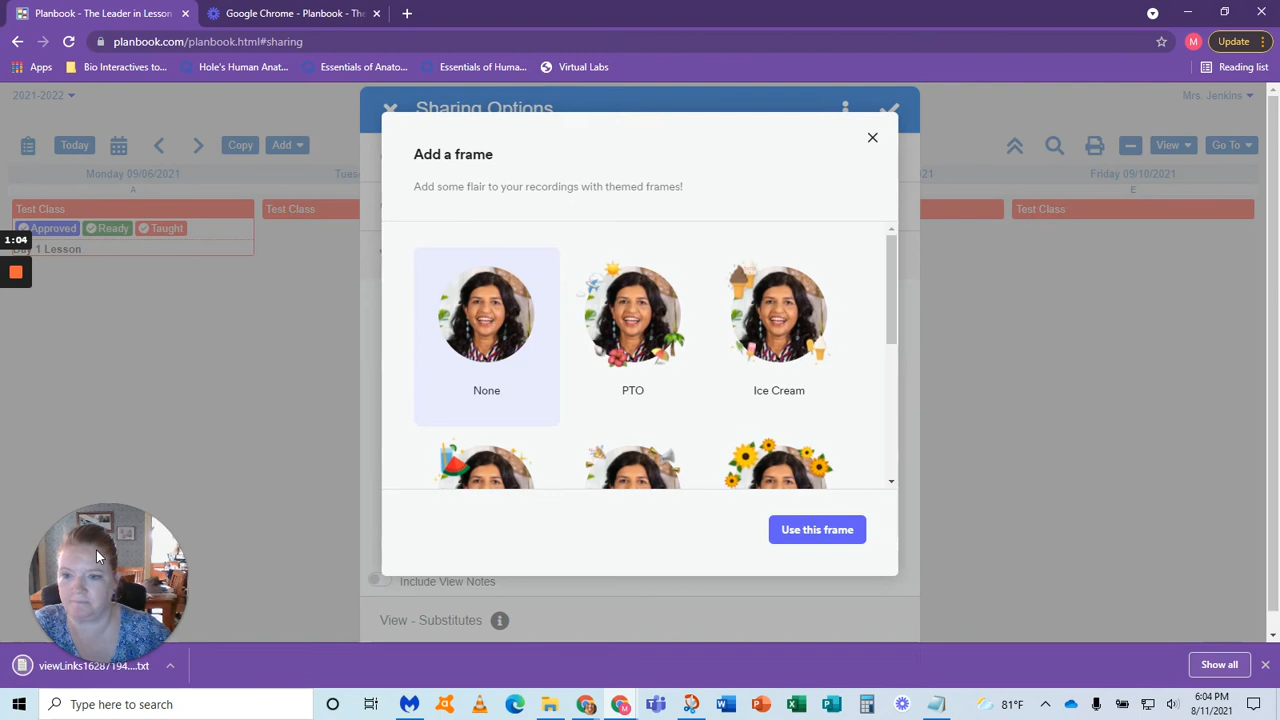 Planbook - The Leader in Lesson
Google Chrome - Planbook - The
planbook.com/planbook.html#sharing
M
Update
Apps
Bio Interactives to...
Hole's Human Anat...
Essentials of Anato...
Essentials of Huma...
Virtual Labs
Reading list
2021-2022
Sharing Options
Mrs. Jenkins
Today
Copy
Add
View
Go To
Monday 09/06/2021
Friday 09/10/2021
A
E
Test Class
Test Class
Test Class
Approved
Ready
Taught
1 Lesson
1:04
Add a frame
Add some flair to your recordings with themed frames!
None
PTO
Ice Cream
Use this frame
Include View Notes
View - Substitutes
viewLinks16287194....txt
Show all
Type here to search
81°F
6:04 PM
8/11/2021